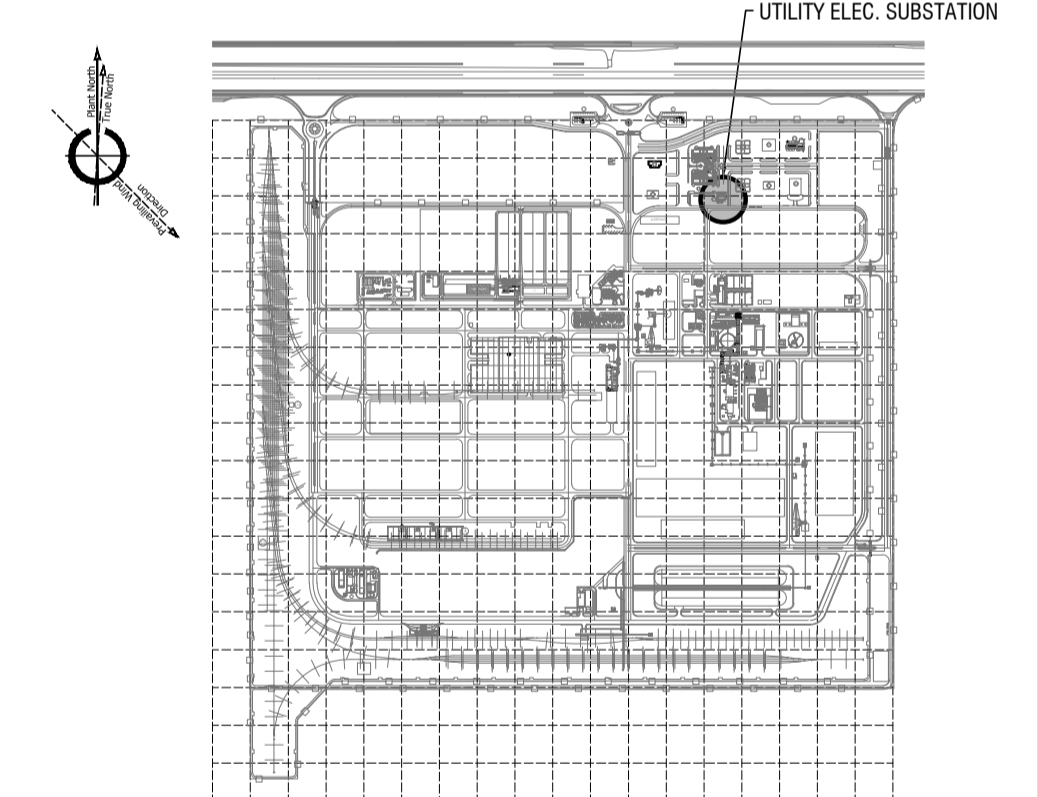 UTILITY ELEC. SUBSTATION
Plant North
True North
Prevailing Wind
Direction